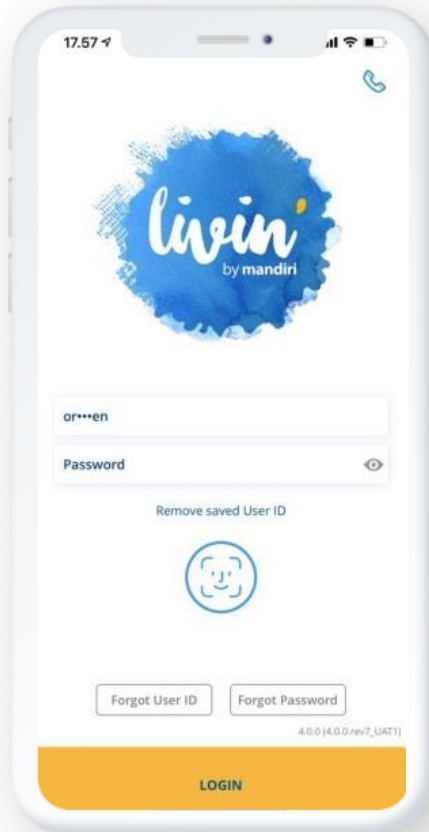 17.57
livin'
by mandiri
or•••en
Password
Remove saved User ID
Forgot User ID Forgot Password
4.0.0 (4.0.0.rev7_UAT1)
LOGIN